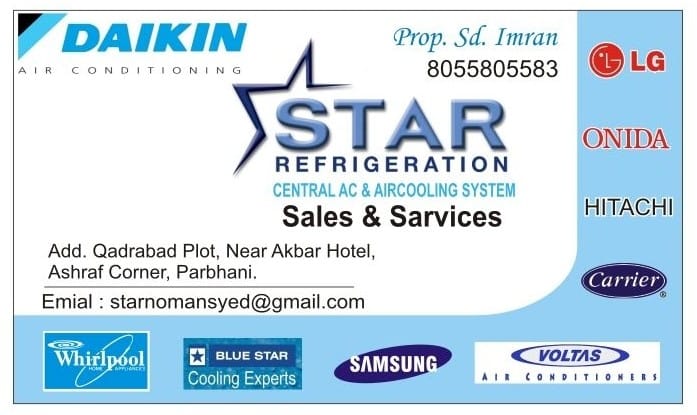 DAIKIN
AIR CONDITIONING
Prop. Sd. Imran
8055805583
STAR
REFRIGERATION
CENTRAL AC & AIRCOOLING SYSTEM
Sales & Sarvices
Add. Qadrabad Plot, Near Akbar Hotel,
Ashraf Corner, Parbhani.
Emial : starnomansyed@gmail.com
LG
ONIDA
HITACHI
Carrier
Whirlpool
HOME APPLIANCES
BLUE STAR
Cooling Experts
SAMSUNG
VOLTAS
AIR CONDITIONERS